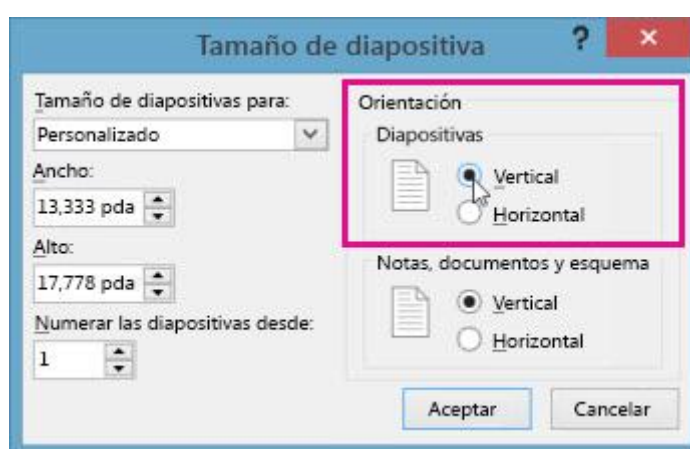 Tamaño de diapositiva
?
Tamaño de diapositivas para:
Personalizado
Ancho:
13,333 pda
Alto:
17,778 pda
Numerar las diapositivas desde:
1
Orientación
Diapositivas
Vertical
Horizontal
Notas, documentos y esquema
Vertical
Horizontal
Aceptar
Cancelar